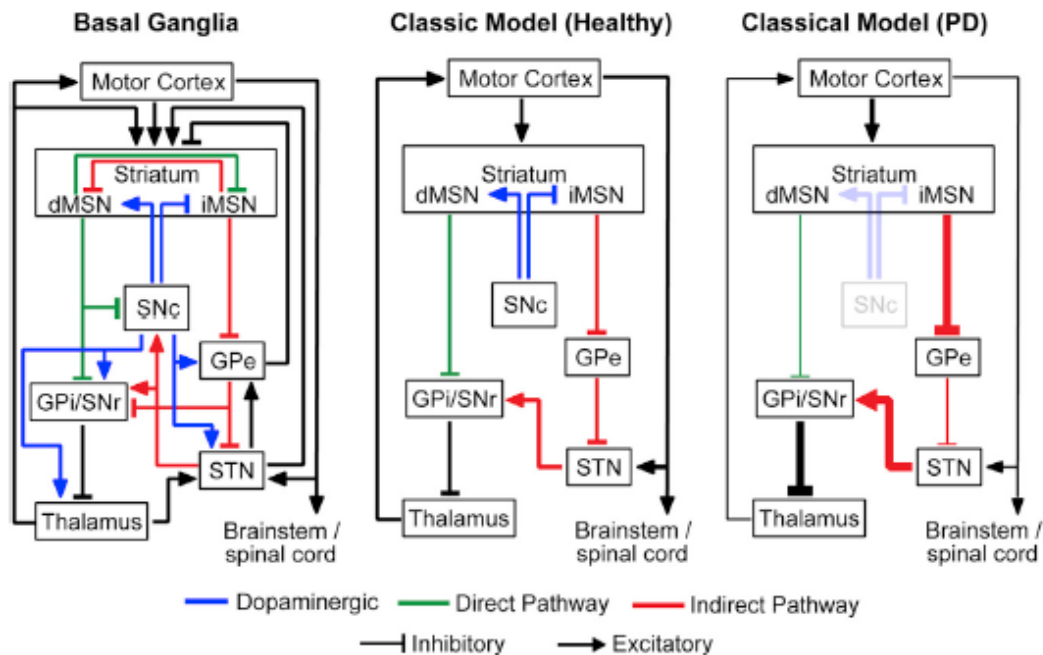 Basal Ganglia
Motor Cortex
Striatum
dMSN iMSN
SNc
GPe
GPi/SNr
STN
Thalamus
Brainstem /
spinal cord
Classic Model (Healthy)
Motor Cortex
Striatum
dMSN iMSN
SNc
GPe
GPi/SNr
STN
Thalamus
Brainstem /
spinal cord
Classical Model (PD)
Motor Cortex
Striatum
dMSN iMSN
SNc
GPe
GPi/SNr
STN
Thalamus
Brainstem /
spinal cord
Dopaminergic Direct Pathway Indirect Pathway
Inhibitory Excitatory